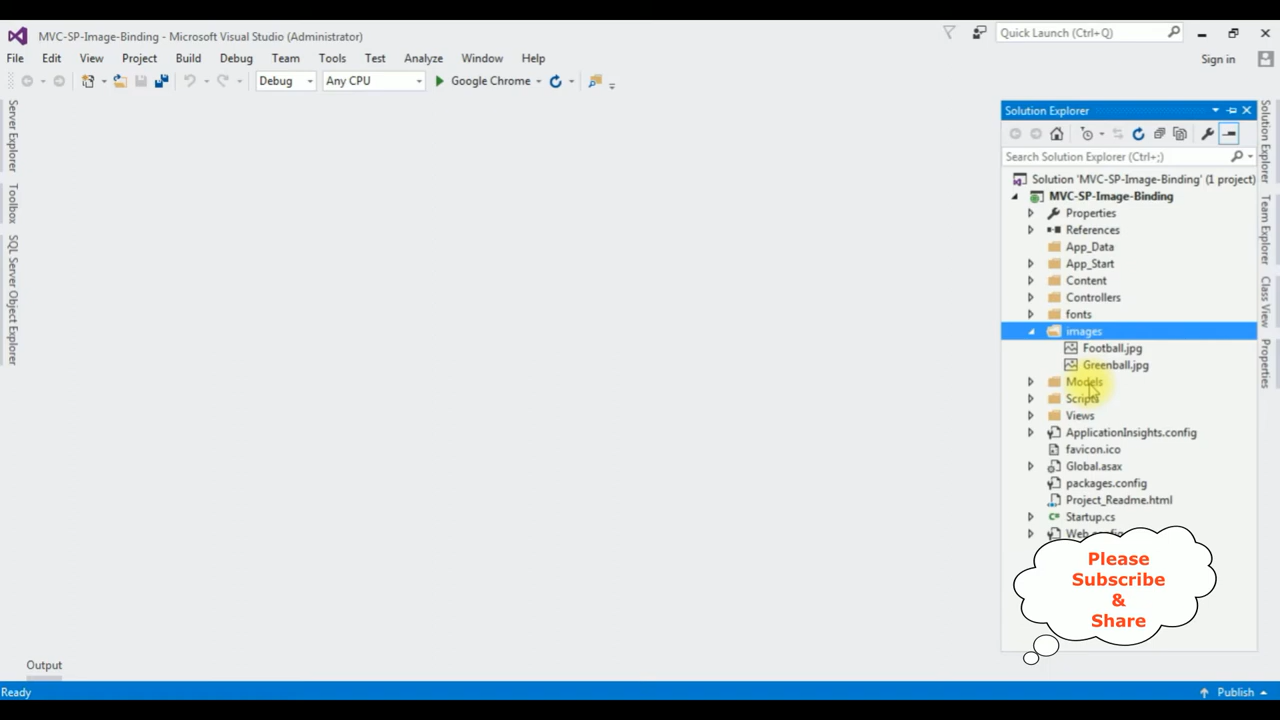 MVC-SP-Image-Binding - Microsoft Visual Studio (Administrator)
Quick Launch (Ctrl+Q)
File Edit View Project Build Debug Team Tools Test Analyze Window Help
Sign in
Debug Any CPU Google Chrome
Server Explorer
Toolbox
SQL Server Object Explorer
Solution Explorer
Search Solution Explorer (Ctrl+;)
Solution 'MVC-SP-Image-Binding' (1 project)
MVC-SP-Image-Binding
Properties
References
App_Data
App_Start
Content
Controllers
fonts
images
Football.jpg
Greenball.jpg
Models
Scripts
Views
ApplicationInsights.config
favicon.ico
Global.asax
packages.config
Project_Readme.html
Startup.cs
Please
Subscribe
&
Share
Solution Explorer
Team Explorer
Class View
Properties
Output
Ready
Publish